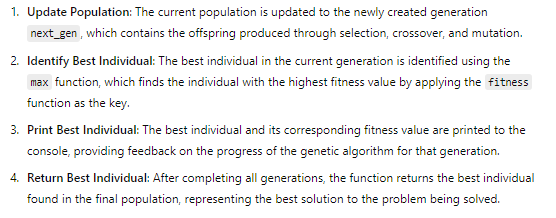 1. Update Population: The current population is updated to the newly created generation
next_gen, which contains the offspring produced through selection, crossover, and mutation.
2. Identify Best Individual: The best individual in the current generation is identified using the
max function, which finds the individual with the highest fitness value by applying the fitness
function as the key.
3. Print Best Individual: The best individual and its corresponding fitness value are printed to the
console, providing feedback on the progress of the genetic algorithm for that generation.
4. Return Best Individual: After completing all generations, the function returns the best individual
found in the final population, representing the best solution to the problem being solved.